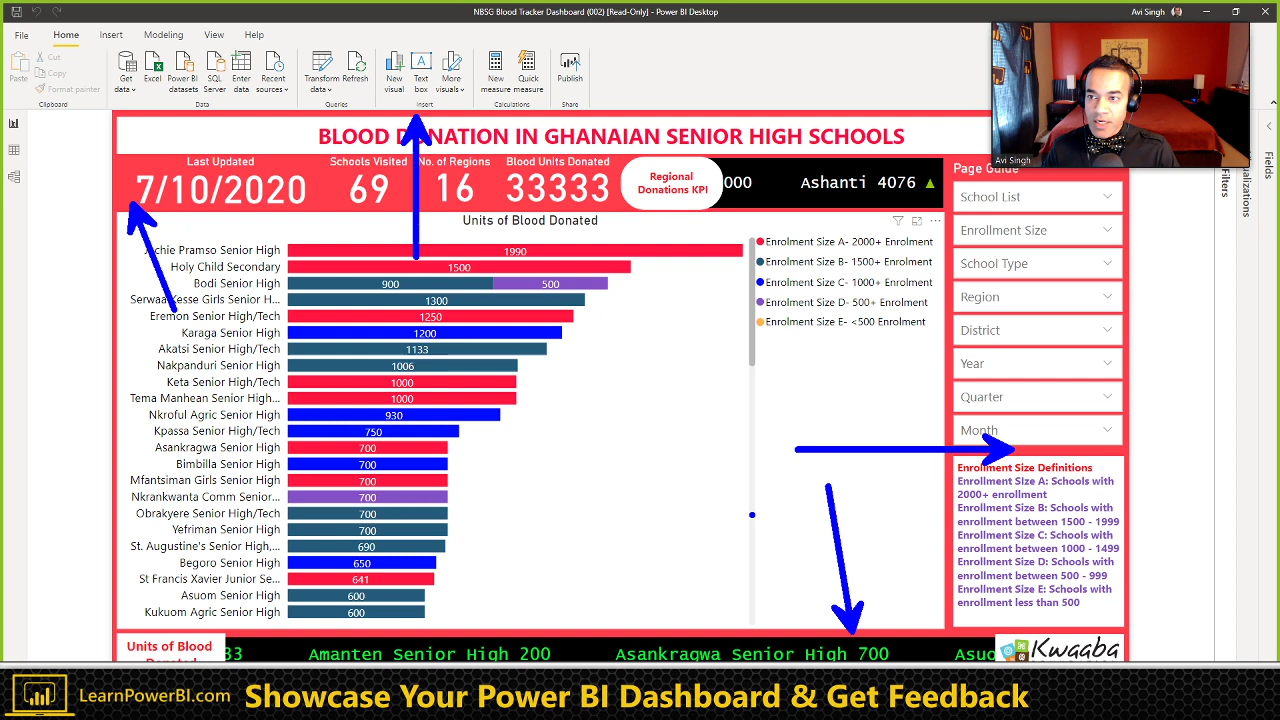 NBSG Blood Tracker Dashboard (002) [Read-Only] - Power BI Desktop
Avi Singh
File Home Insert Modeling View Help
Paste
Cut
Copy
Format painter
Get data
Excel
Power BI datasets
SQL Server
Enter data
Recent sources
Transform data
Refresh
New visual
Text box
More visuals
New measure
Quick measure
Publish
Clipboard
Data
Queries
Insert
Calculations
Share
Avi Singh
BLOOD DONATION IN GHANAIAN SENIOR HIGH SCHOOLS
Last Updated
7/10/2020
Schools Visited
69
No. of Regions
16
Blood Units Donated
33333
Regional
Donations KPI
000 Ashanti 4076 ▲
Units of Blood Donated
Archie Pramso Senior High 1990
Holy Child Secondary 1500
Bodi Senior High 900 500
Serwaa Kesse Girls Senior H... 1300
Eremon Senior High/Tech 1250
Karaga Senior High 1200
Akatsi Senior High/Tech 1133
Nakpanduri Senior High 1006
Keta Senior High/Tech 1000
Tema Manhean Senior High... 1000
Nkroful Agric Senior High 930
Kpassa Senior High/Tech 750
Asankragwa Senior High 700
Bimbilla Senior High 700
Mfantsiman Girls Senior High 700
Nkrankwanta Comm Senior... 700
Obrakyere Senior High/Tech 700
Yefriman Senior High 700
St. Augustine's Senior High,... 690
Begoro Senior High 650
St Francis Xavier Junior Se... 641
Asuom Senior High 600
Kukuom Agric Senior High 600
Enrolment Size A- 2000+ Enrolment
Enrolment Size B- 1500+ Enrolment
Enrolment Size C- 1000+ Enrolment
Enrolment Size D- 500+ Enrolment
Enrolment Size E- <500 Enrolment
Page Guide
School List
Enrollment Size
School Type
Region
District
Year
Quarter
Month
Enrollment Size Definitions
Enrollment SIze A: Schools with
2000+ enrollment
Enrollment Size B: Schools with
enrollment between 1500 - 1999
Enrollment Size C: Schools with
enrollment between 1000 - 1499
Enrollment Size D: Schools with
enrollment between 500 - 999
Enrollment Size E: Schools with
enrollment less than 500
Filters
Fields
Units of Blood
33 Amanten Senior High 200 Asankragwa Senior High 700 Asuo
Kwaaba
LearnPowerBI.com
Showcase Your Power BI Dashboard & Get Feedback